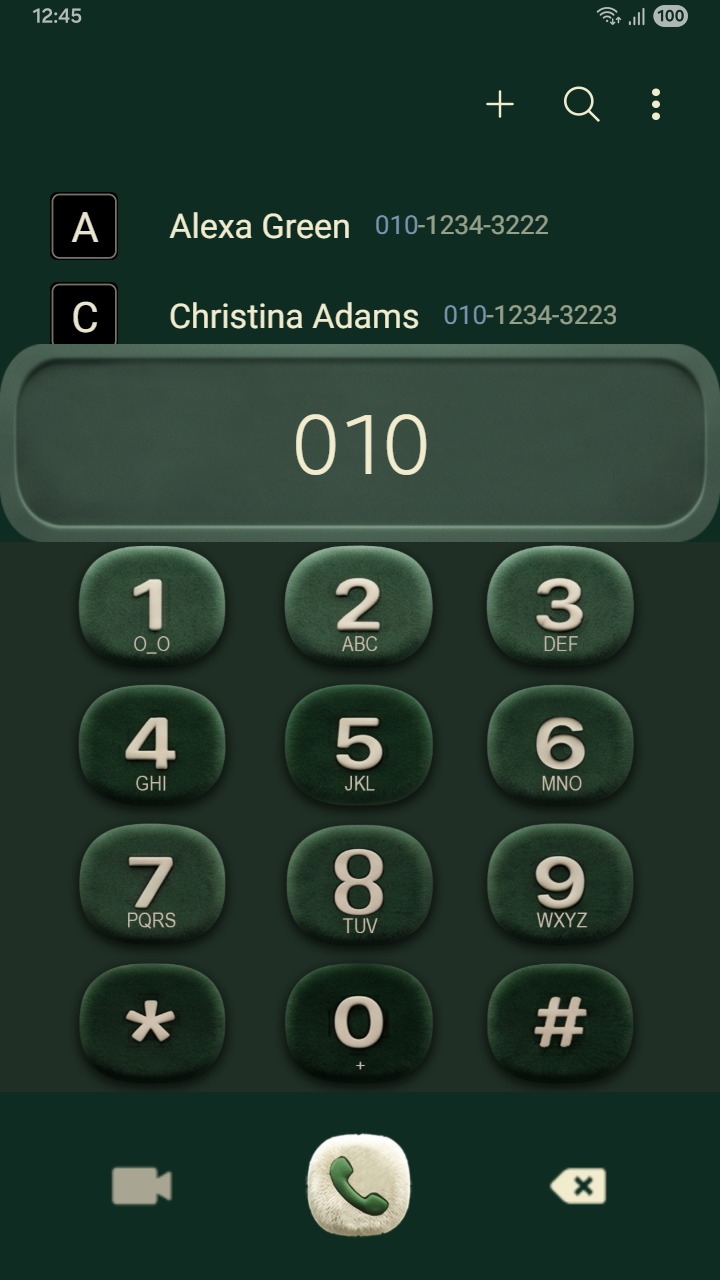 12:45 100
A Alexa Green 010-1234-3222
C Christina Adams 010-1234-3223
010
1 2 3
O_O ABC DEF
4 5 6
GHI JKL MNO
7 8 9
PQRS TUV WXYZ
* 0 #
+